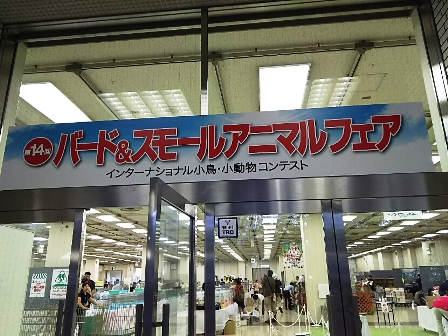 第14回
バード&スモールアニマルフェア
インターナショナル小鳥・小動物コンテスト